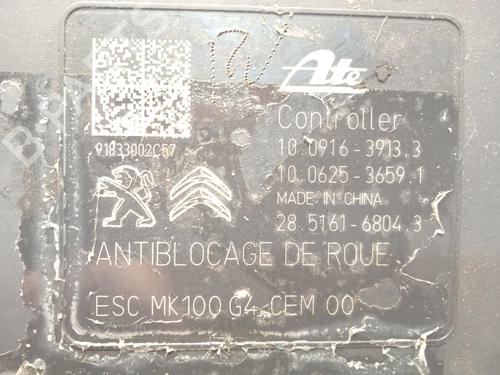 Ate
Controller
91833002C57
10.0916-3913.3
10.0625-3659.1
MADE IN CHINA
28.5161-6804.3
ANTIBLOCAGE DE ROUE
ESC MK100 G4 CEM 00